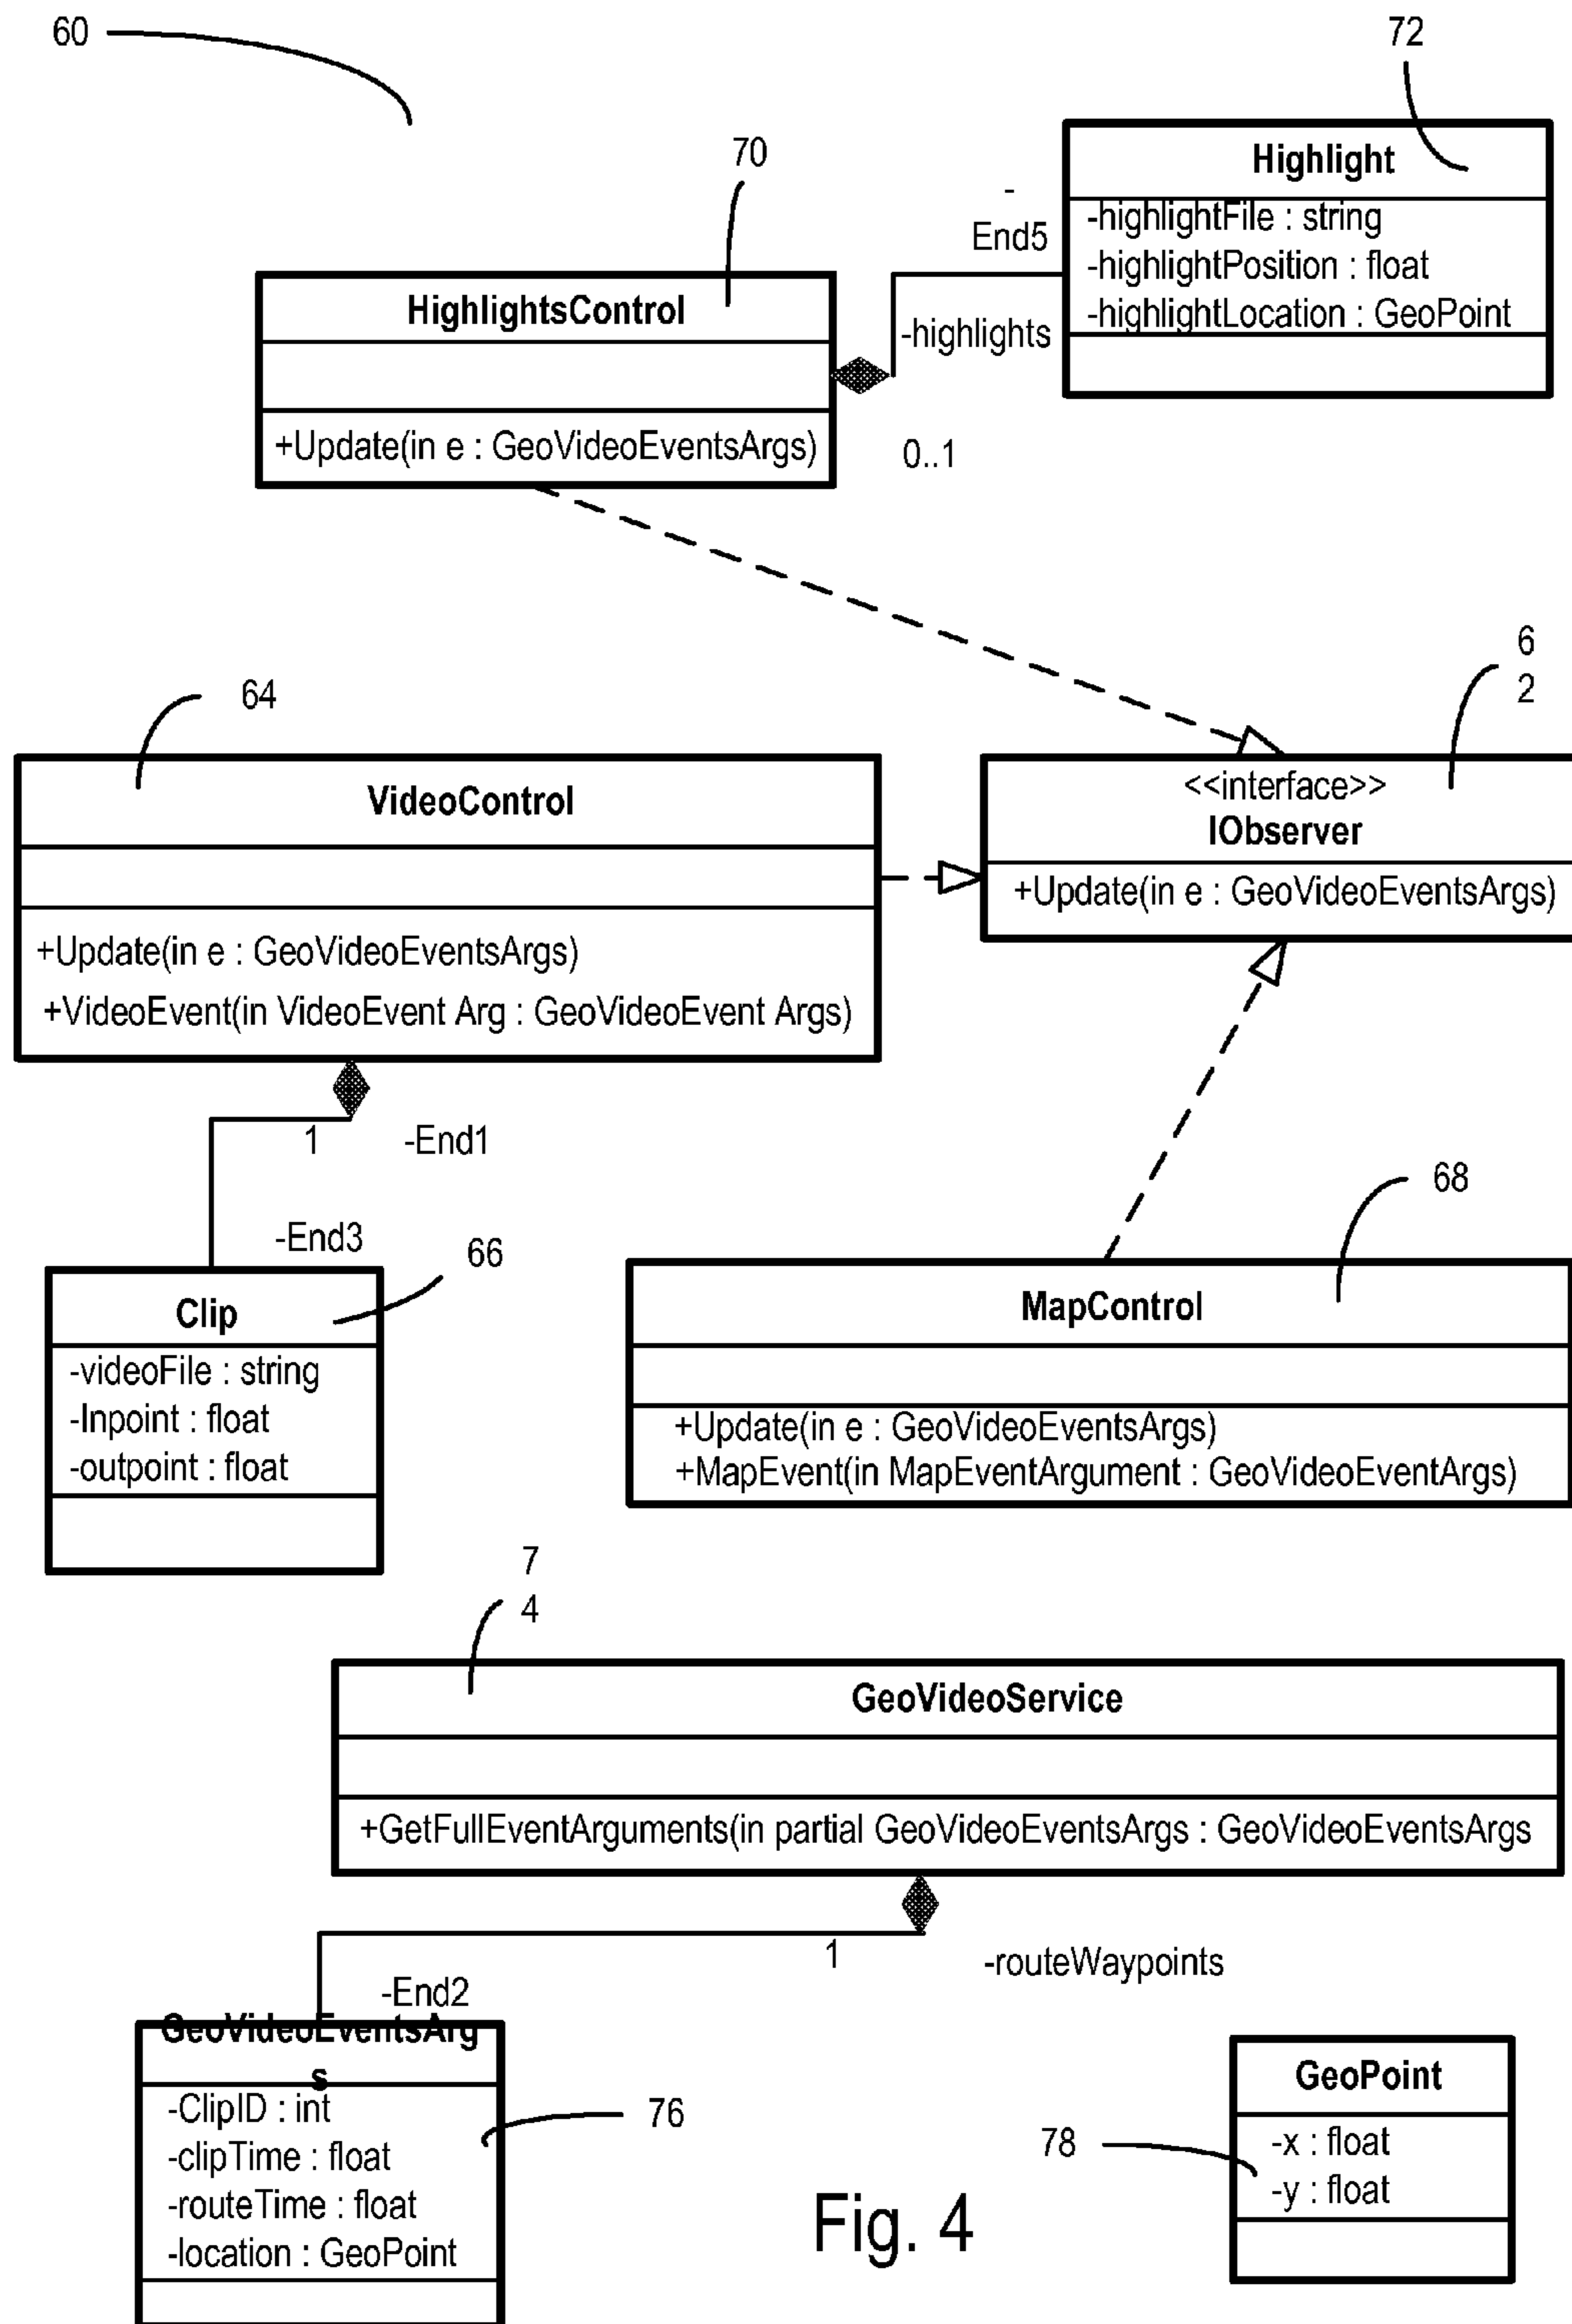 60
72
70
Highlight
-highlightFile : string
-highlightPosition : float
-highlightLocation : GeoPoint
-
End5
HighlightsControl
-highlights
+Update(in e : GeoVideoEventsArgs)
0..1
6
2
64
VideoControl
<<interface>>
IObserver
+Update(in e : GeoVideoEventsArgs)
+Update(in e : GeoVideoEventsArgs)
+VideoEvent(in VideoEvent Arg : GeoVideoEvent Args)
1
-End1
68
-End3
66
Clip
-videoFile : string
-Inpoint : float
-outpoint : float
MapControl
+Update(in e : GeoVideoEventsArgs)
+MapEvent(in MapEventArgument : GeoVideoEventArgs)
7
4
GeoVideoService
+GetFullEventArguments(in partial GeoVideoEventsArgs : GeoVideoEventsArgs
1
-routeWaypoints
-End2
GeoVideoEventsArg
s
-ClipID : int
-clipTime : float
-routeTime : float
-location : GeoPoint
76
GeoPoint
-x : float
-y : float
78
Fig. 4